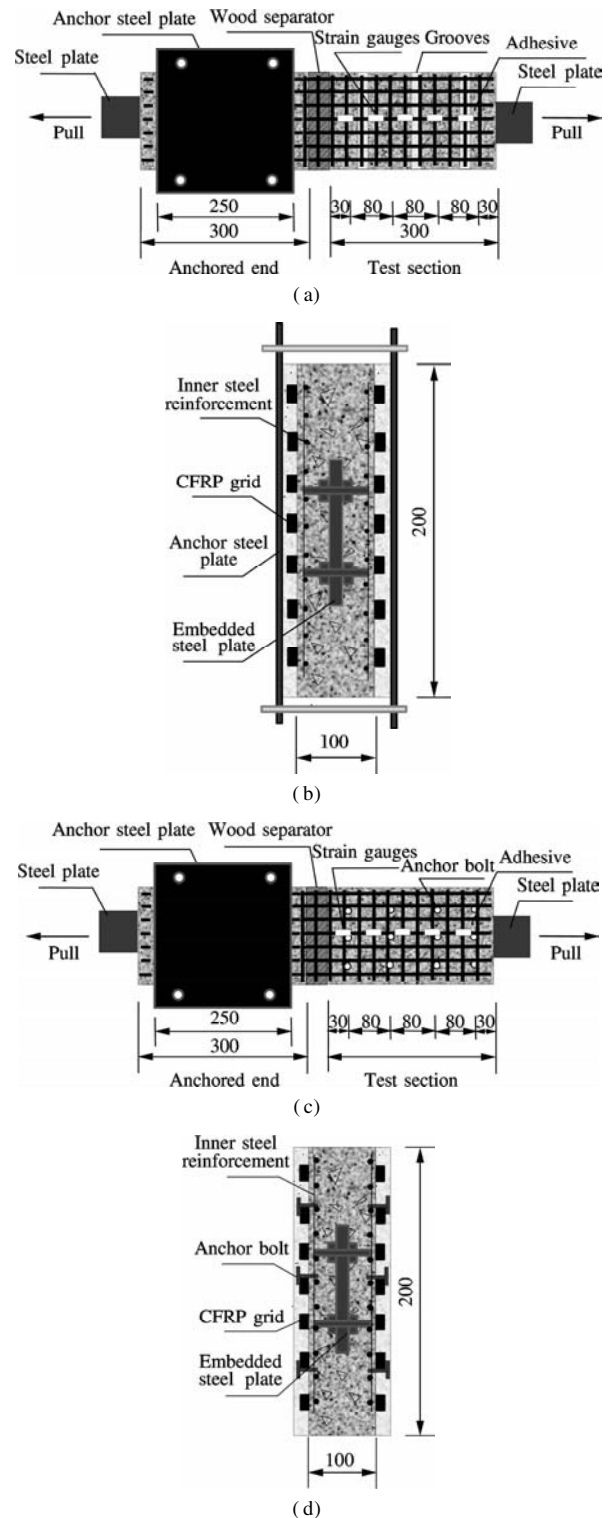 Anchor steel plate Wood separator
Strain gauges Grooves
Adhesive
Steel plate
Steel plate
Pull
Pull
250
30 80 80 80 30
300
300
Anchored end
Test section
(a)
Inner steel
reinforcement
CFRP grid
Anchor steel
plate
Embedded
steel plate
200
100
(b)
Anchor steel plate Wood separator
Strain gauges
Anchor bolt
Adhesive
Steel plate
Steel plate
Pull
Pull
250
30 80 80 80 30
300
Anchored end
Test section
(c)
Inner steel
reinforcement
Anchor bolt
CFRP grid
Embedded
steel plate
200
100
(d)